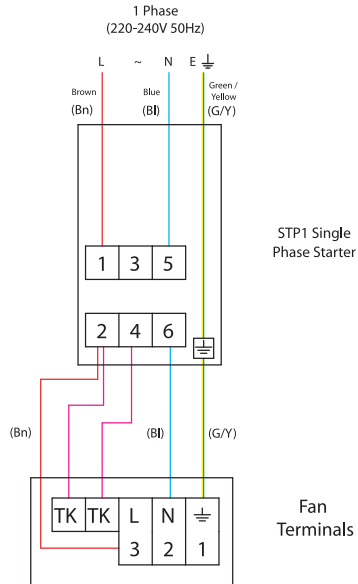 1 Phase
(220-240V 50Hz)
L ~ N E
Brown Blue Green /
Yellow
(Bn) (Bl) (G/Y)
STP1 Single
Phase Starter
1 3 5
2 4 6
(Bn) (Bl) (G/Y)
Fan
Terminals
TK TK L N
3 2 1